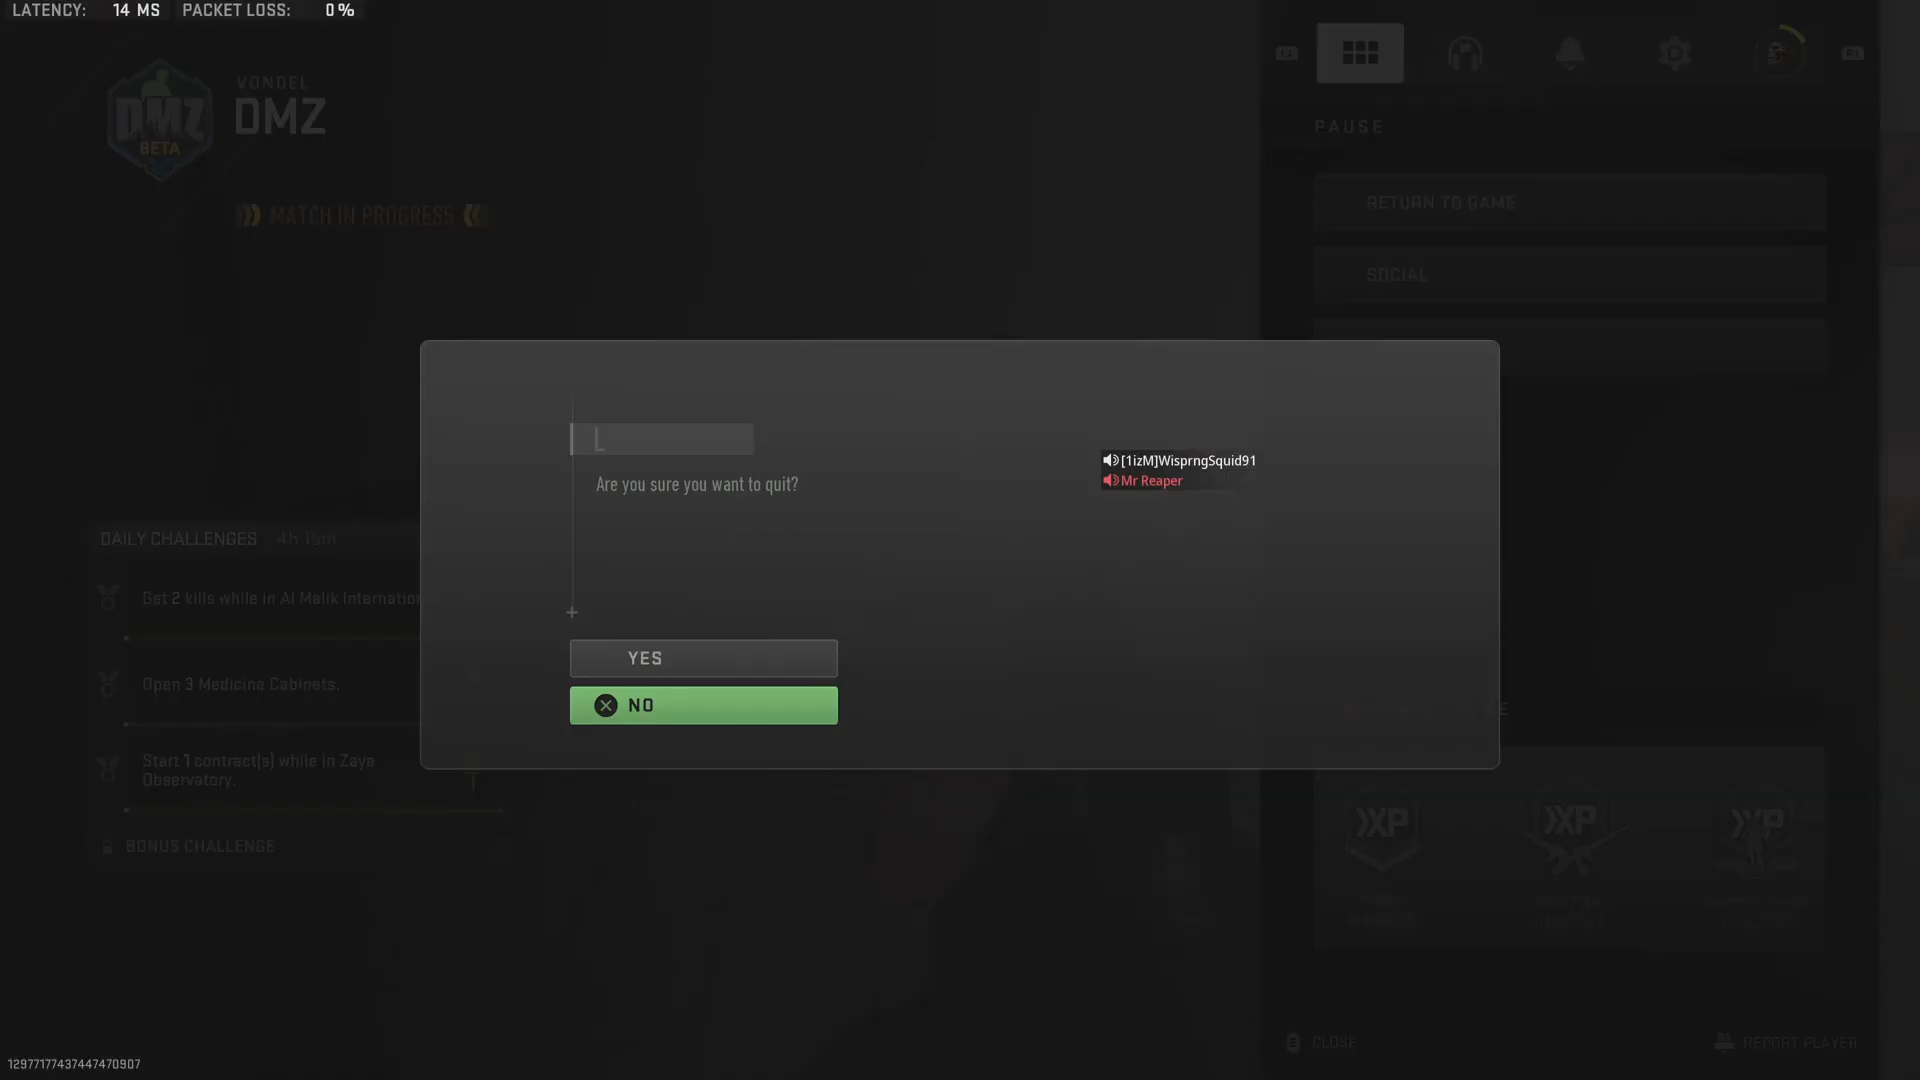 LATENCY: 14 MS PACKET LOSS: 0 %
VONDEL
DMZ
DMZ
BETA
MATCH IN PROGRESS
PAUSE
RETURN TO GAME
SOCIAL
L
Are you sure you want to quit?
[1izM]WisprngSquid91
Mr Reaper
YES
NO
DAILY CHALLENGES 4h 15m
Get 2 kills while in Al Malik Internation
Open 3 Medicine Cabinets.
Start 1 contract(s) while in Zaya
Observatory.
BONUS CHALLENGE
XP
XP
XP
CLOSE
REPORT PLAYER
12977177437447470907